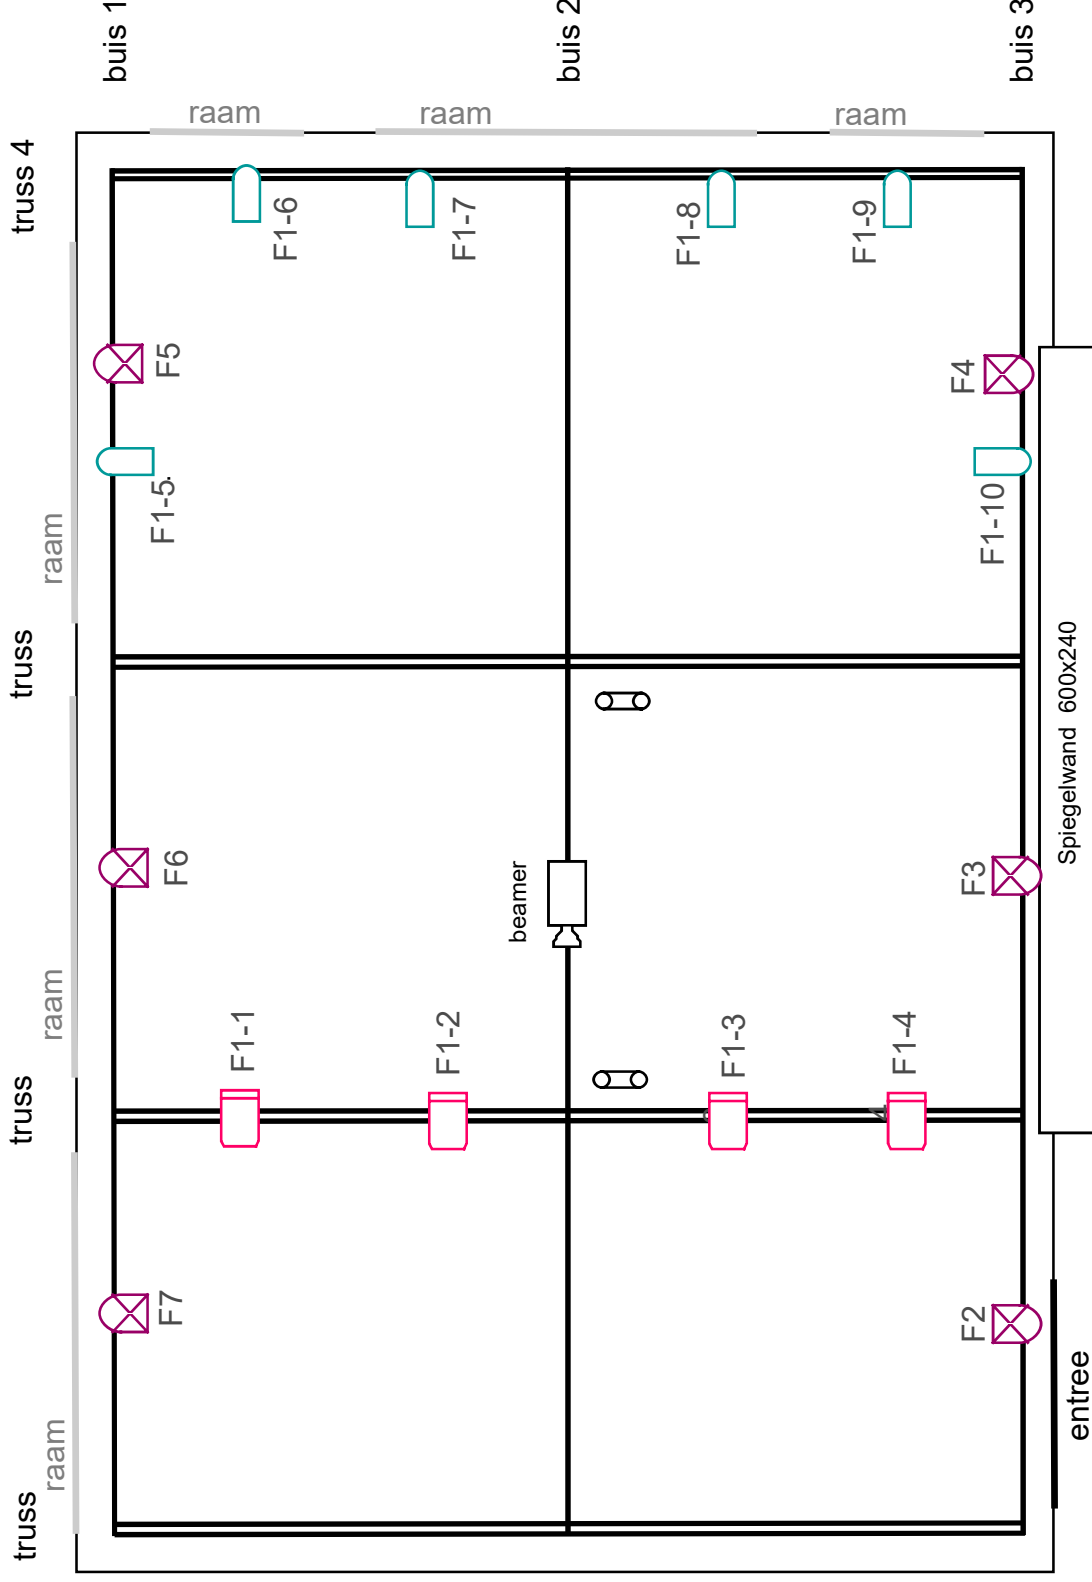 buis 1
buis 2
buis 3
raam
raam
raam
truss 4
F1-6
F1-7
F1-8
F1-9
F5
F4
F1-5.
F1-10
raam
truss
Spiegelwand 600x240
F6
beamer
F3
raam
F1-1
F1-2
F1-3
F1-4
truss
4
F7
F2
entree
raam
truss